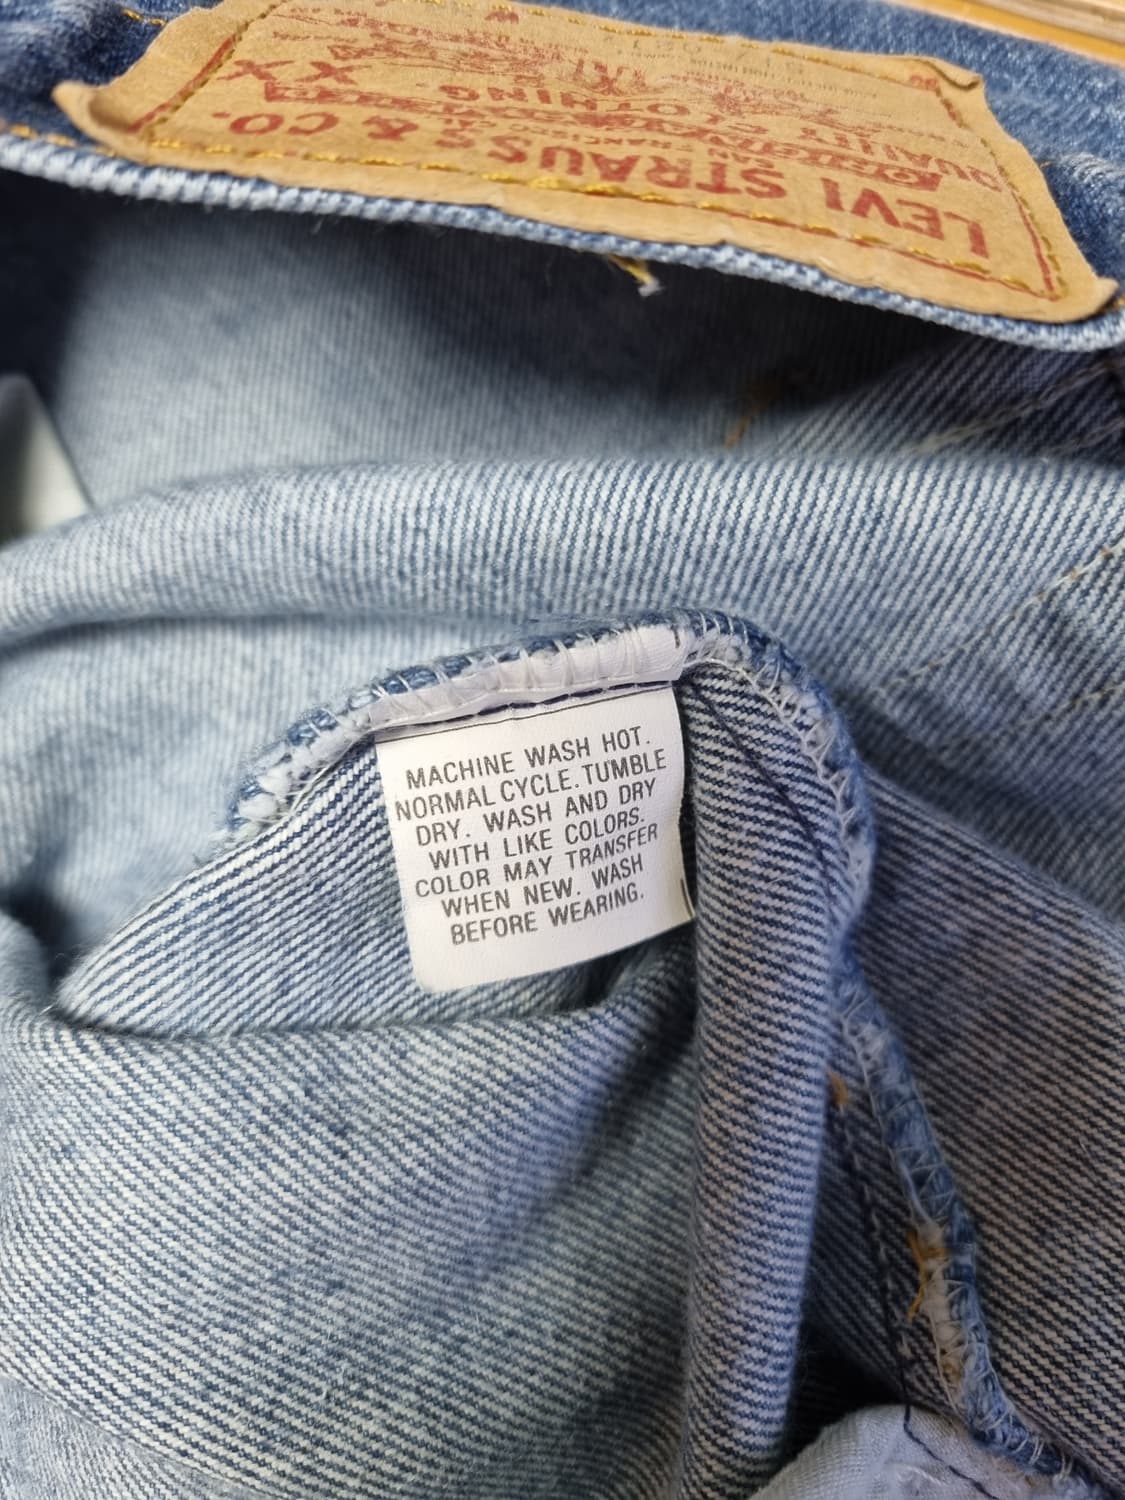 LEVI STRAUSS & CO.
QUALITY CLOTHING
XX
MACHINE WASH HOT.
NORMAL CYCLE. TUMBLE
DRY. WASH AND DRY
WITH LIKE COLORS.
COLOR MAY TRANSFER
WHEN NEW. WASH
BEFORE WEARING.